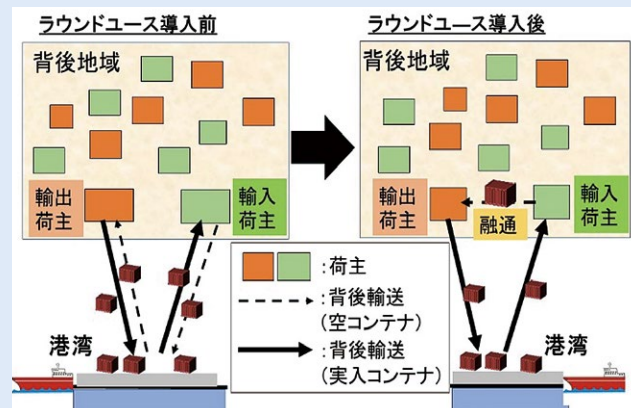 ラウンドユース導入前
背後地域
輸出
荷主
輸入
荷主
港湾
ラウンドユース導入後
背後地域
輸出
荷主
融通
輸入
荷主
港湾
:荷主
:背後輸送
(空コンテナ)
:背後輸送
(実入コンテナ)